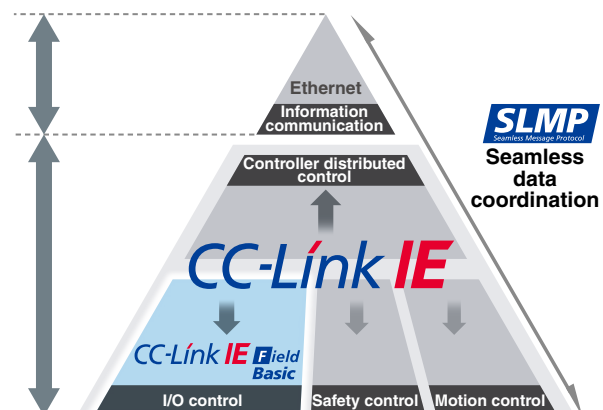 Ethernet
Information
communication
SLMP
Seamless Message Protocol
Seamless
data
coordination
Controller distributed
control
CC-Link IE
CC-Link IE Field
Basic
I/O control
Safety control
Motion control